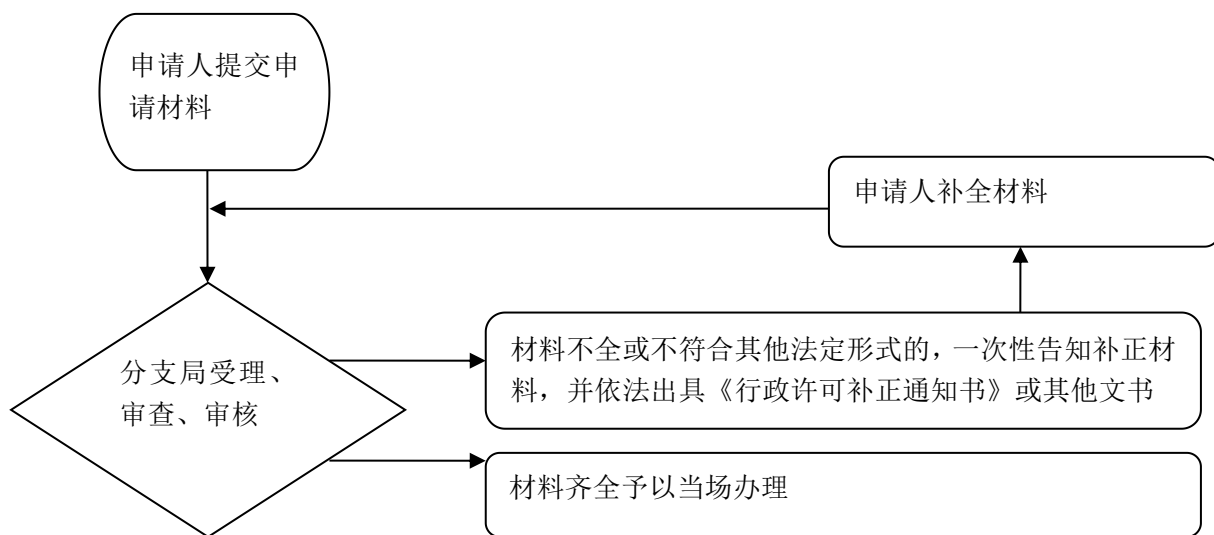 申请人提交申
请材料
申请人补全材料
分支局受理、
审查、审核
材料不全或不符合其他法定形式的，一次性告知补正材
料，并依法出具《行政许可补正通知书》或其他文书
材料齐全予以当场办理